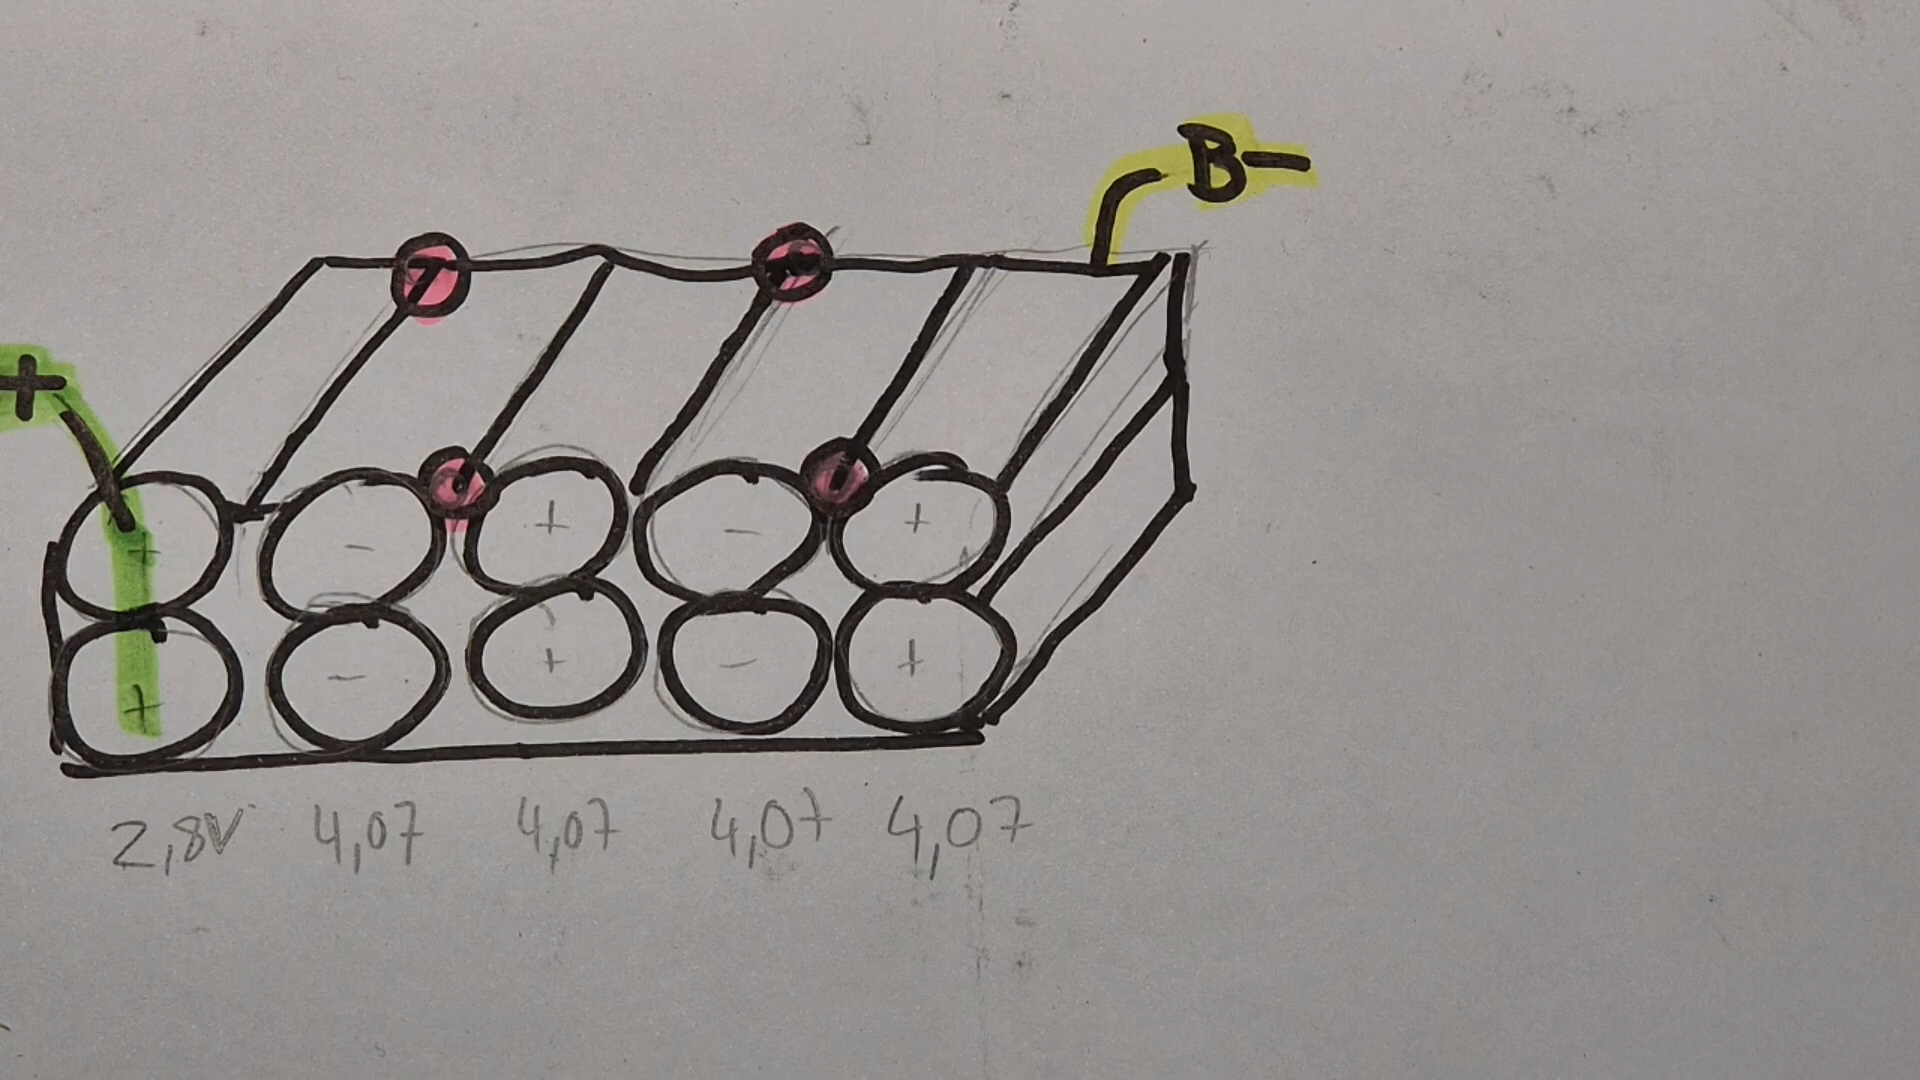 B-
+
+ - + - +
+ - + - +
2,8V 4,07 4,07 4,07 4,07